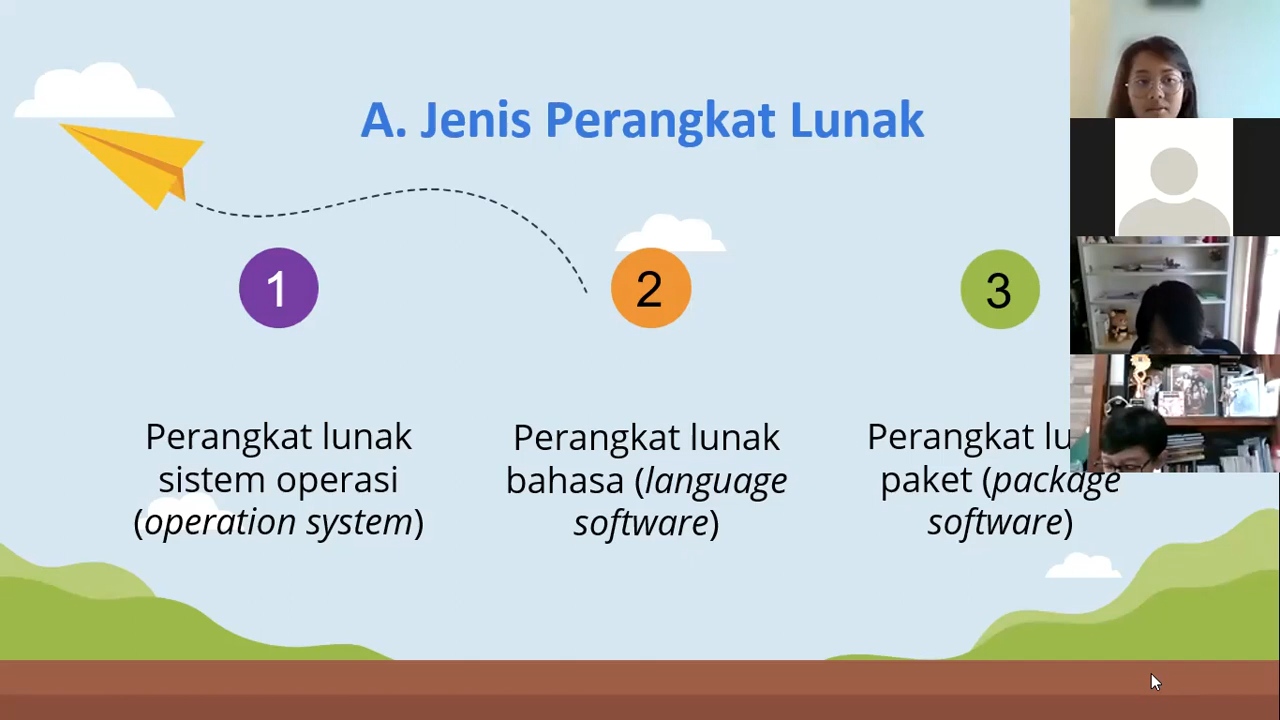 A. Jenis Perangkat Lunak
1
2
3
Perangkat lunak
sistem operasi
(operation system)
Perangkat lunak
bahasa (language
software)
Perangkat
paket (package
software)